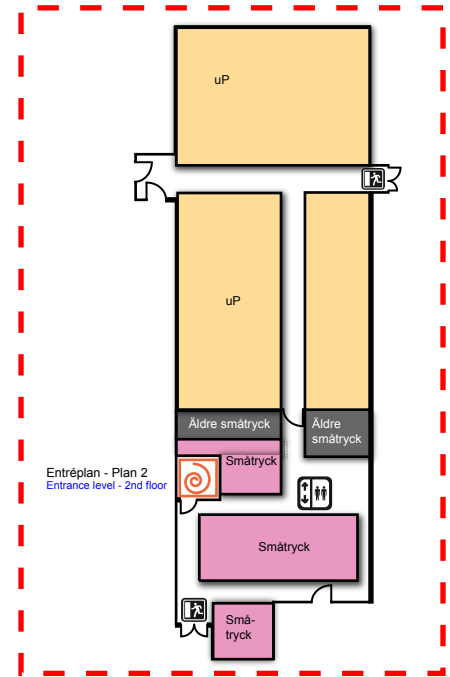 uP
uP
Äldre småtryck
Äldre
småtryck
Småtryck
Entréplan - Plan 2
Entrance level - 2nd floor
Småtryck
Små-
tryck